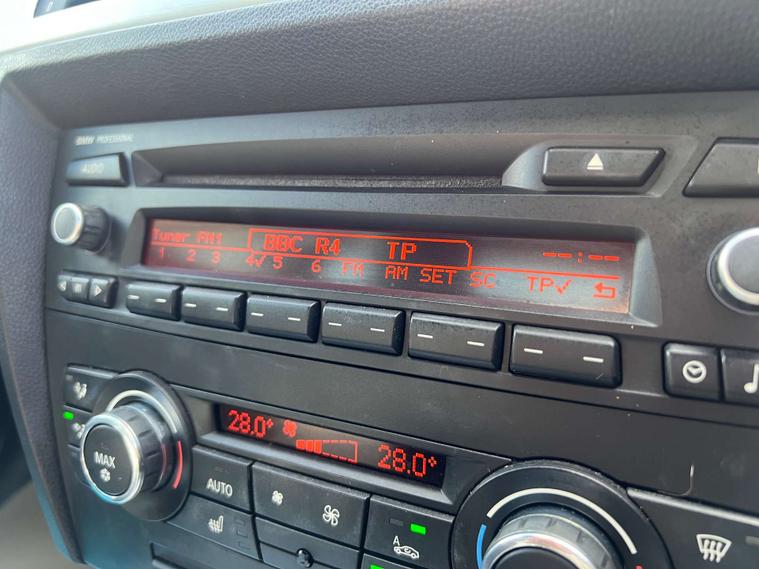 BMW PROFESSIONAL
AUDIO
Tuner FM1 BBC R4 TP --:--
1 2 3 4✓ 5 6 FM AM SET SC TP✓
28.0° 28.0°
MAX
AUTO
A